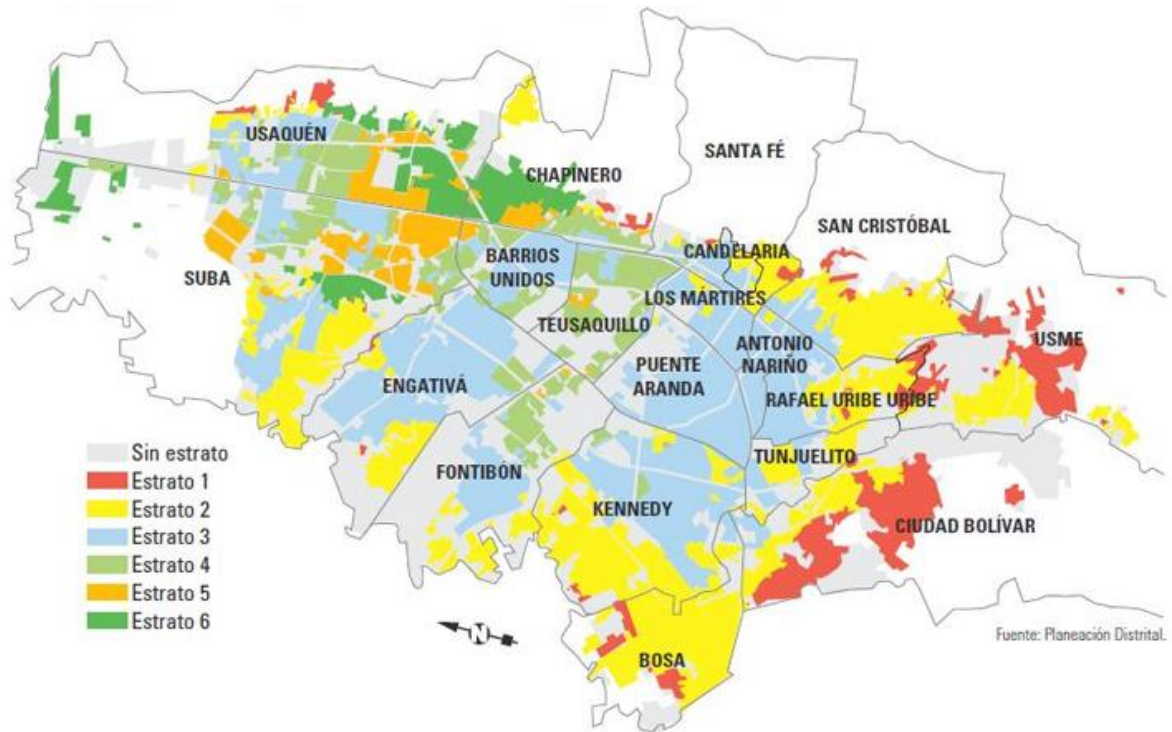 USAQUÉN
CHAPÍNERO
SANTA FÉ
SAN CRISTÓBAL
CANDELARIA
SUBA
BARRIOS
UNIDOS
LOS MÁRTIRES
TEUSAQUILLO
USME
ANTONIO
NARIÑO
PUENTE
ARANDA
ENGATIVÁ
RAFAEL URIBE URÍBE
TUNJUELITO
FONTIBÓN
KENNEDY
CIUDAD BOLÍVAR
BOSA
Sin estrato
Estrato 1
Estrato 2
Estrato 3
Estrato 4
Estrato 5
Estrato 6
N
Fuente: Planeación Distrital.